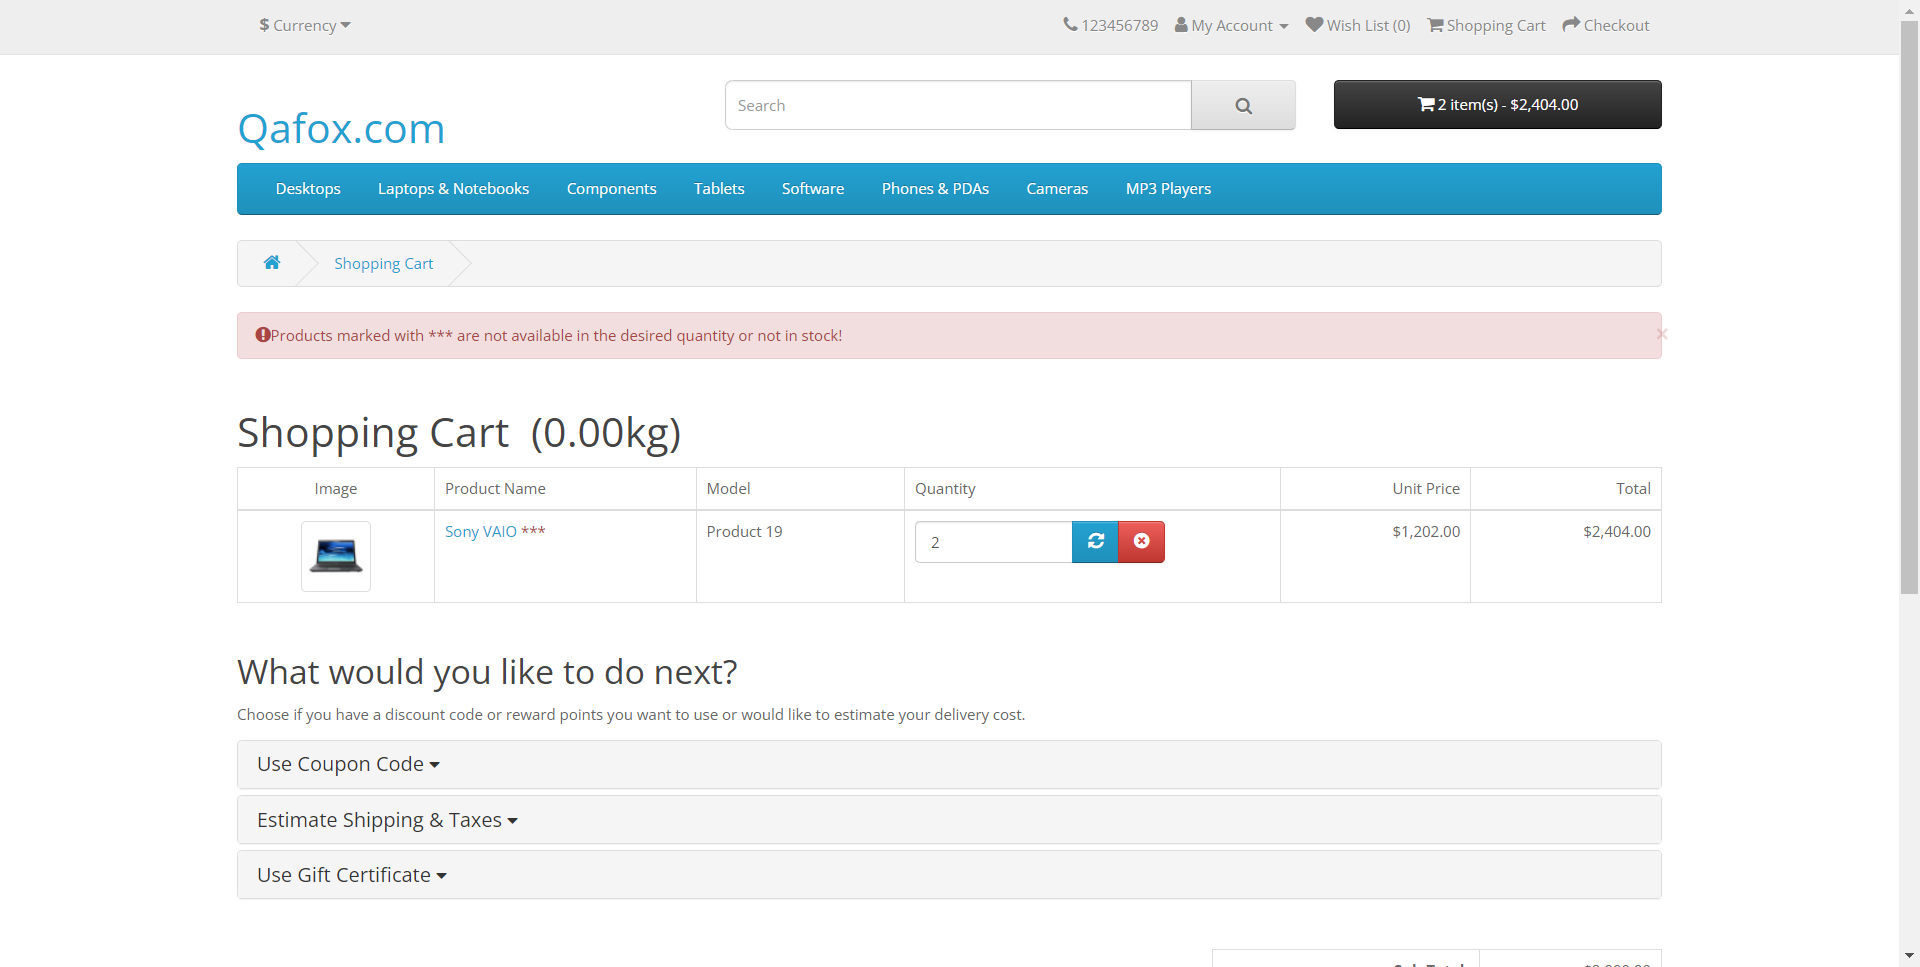 $ Currency
123456789 My Account Wish List (0) Shopping Cart Checkout
Qafox.com
Search
2 item(s) - $2,404.00
Desktops Laptops & Notebooks Components Tablets Software Phones & PDAs Cameras MP3 Players
Shopping Cart
Products marked with *** are not available in the desired quantity or not in stock!
×
Shopping Cart (0.00kg)
Image Product Name Model Quantity Unit Price Total
Sony VAIO *** Product 19 2 $1,202.00 $2,404.00
What would you like to do next?
Choose if you have a discount code or reward points you want to use or would like to estimate your delivery cost.
Use Coupon Code
Estimate Shipping & Taxes
Use Gift Certificate